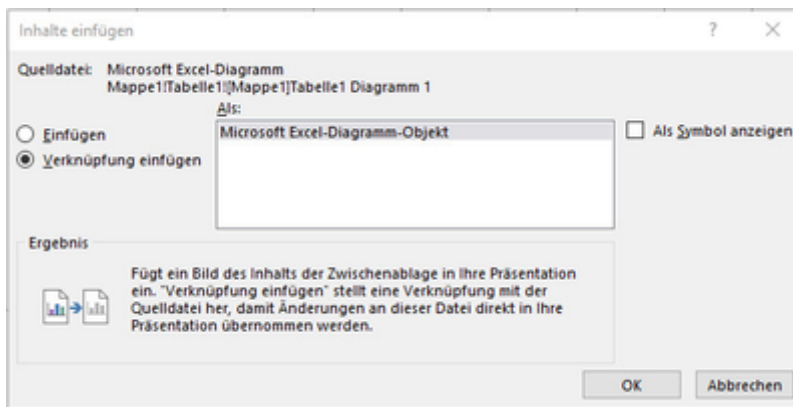 Inhalte einfügen
?
Quelldatei: Microsoft Excel-Diagramm
Mappe1!Tabelle1![Mappe1]Tabelle1 Diagramm 1
Als:
Einfügen
Microsoft Excel-Diagramm-Objekt
Als Symbol anzeigen
Verknüpfung einfügen
Ergebnis
Fügt ein Bild des Inhalts der Zwischenablage in Ihre Präsentation
ein. "Verknüpfung einfügen" stellt eine Verknüpfung mit der
Quelldatei her, damit Änderungen an dieser Datei direkt in Ihre
Präsentation übernommen werden.
OK
Abbrechen